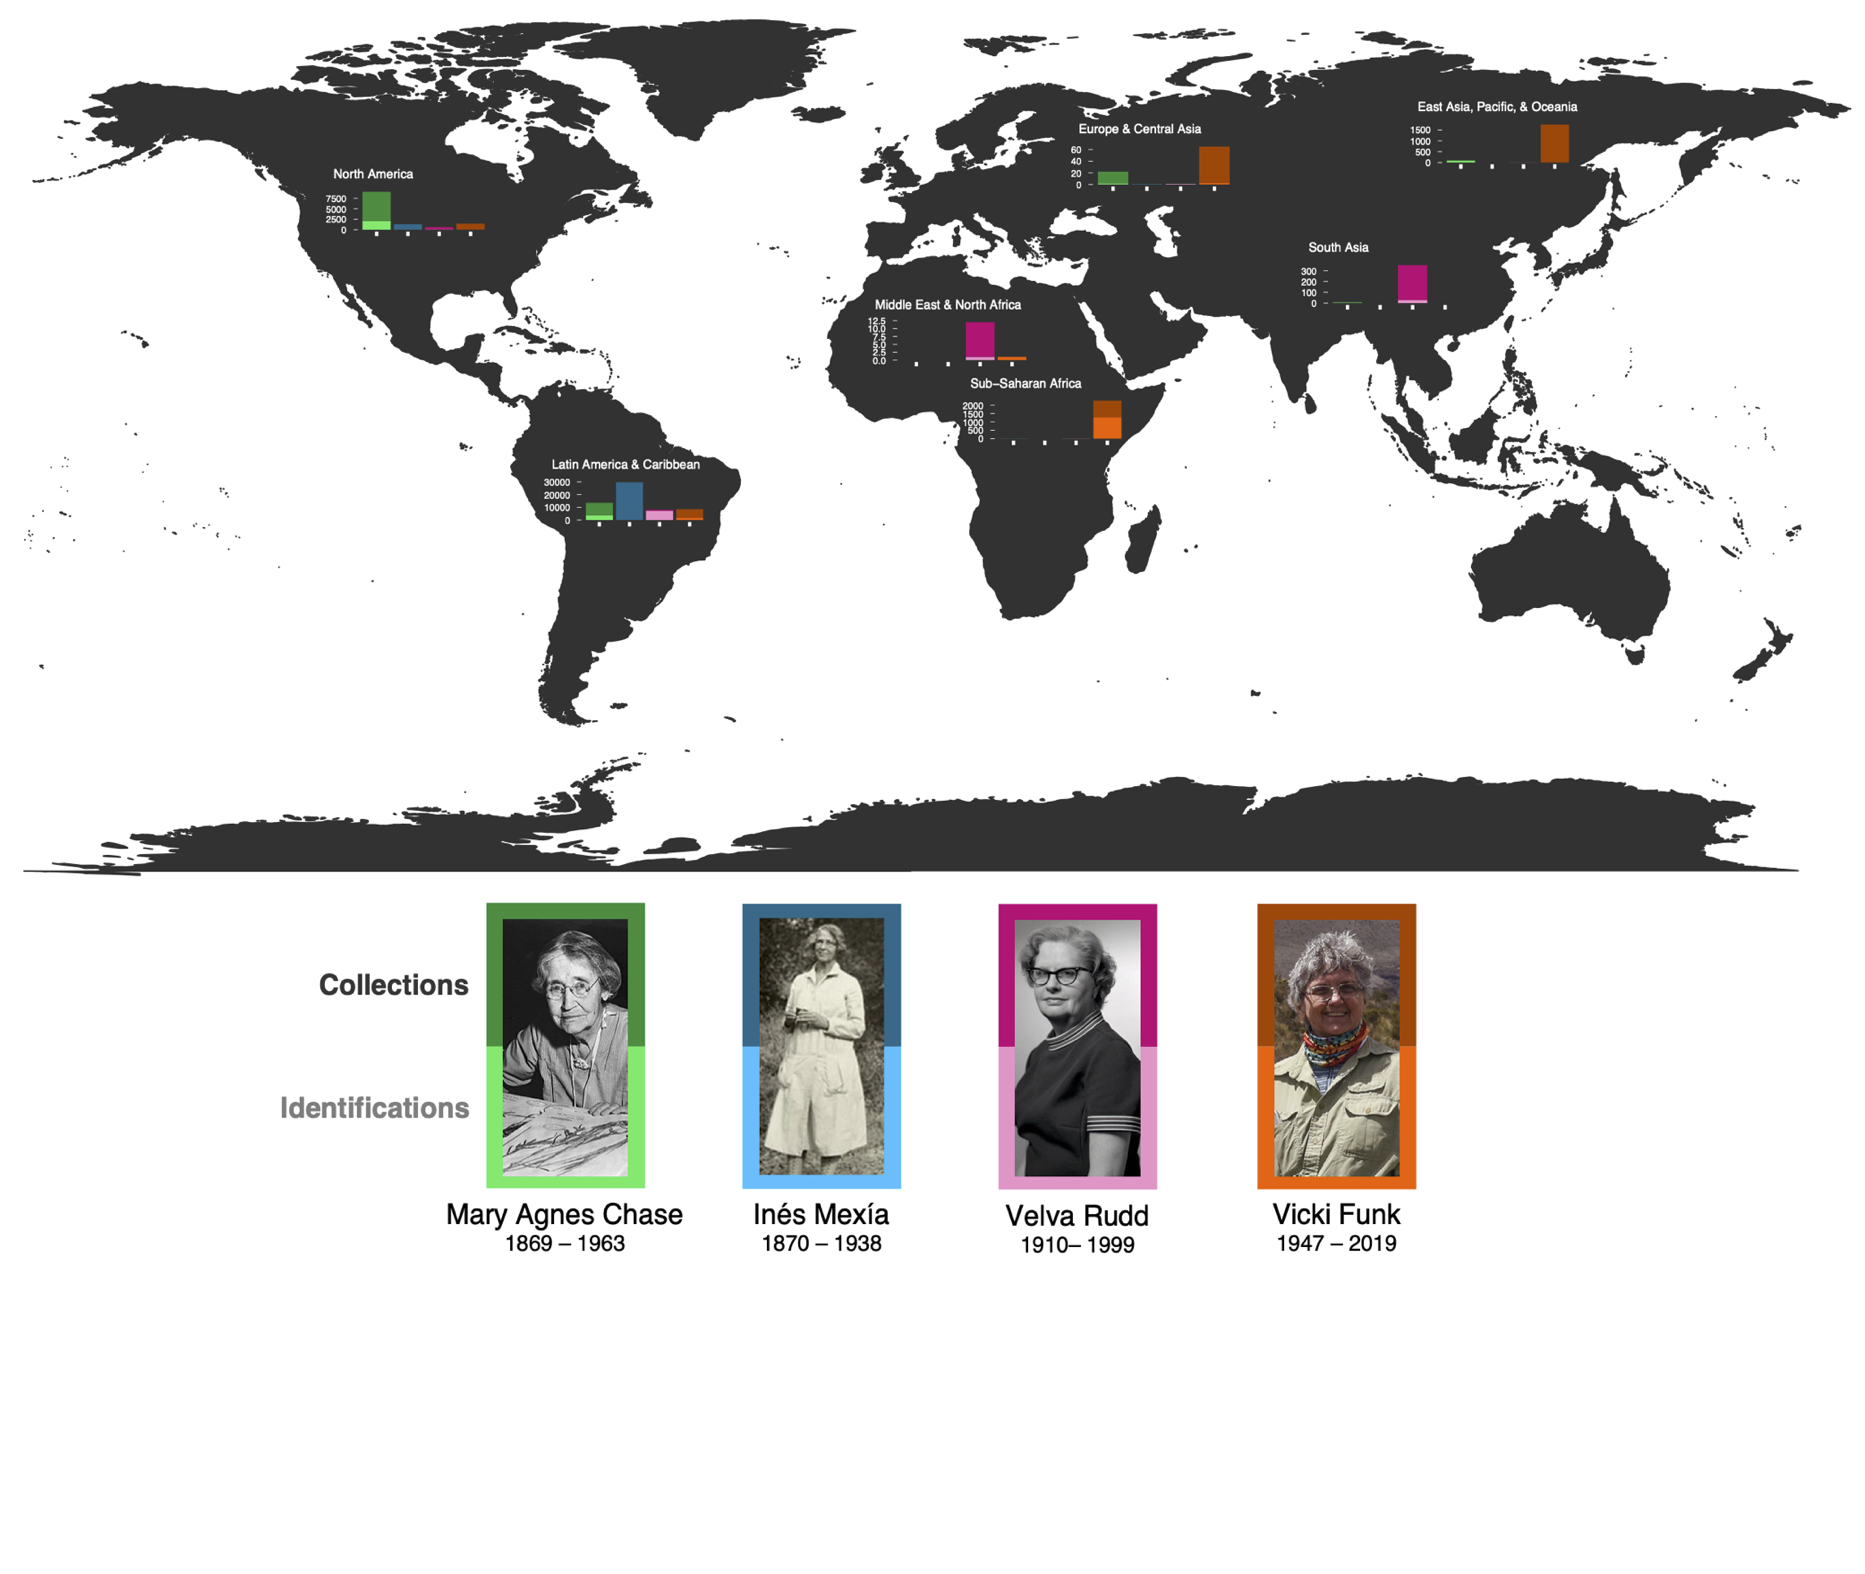 East Asia, Pacific, & Oceania
1500
1000
500
0
Europe & Central Asia
60
40
20
0
North America
7500
5000
2500
0
South Asia
300
200
100
0
Middle East & North Africa
12.5
10.0
7.5
5.0
2.5
0.0
Sub-Saharan Africa
2000
1500
1000
500
0
Latin America & Caribbean
30000
20000
10000
0
Collections
Identifications
Mary Agnes Chase
1869 – 1963
Inés Mexía
1870 – 1938
Velva Rudd
1910– 1999
Vicki Funk
1947 – 2019